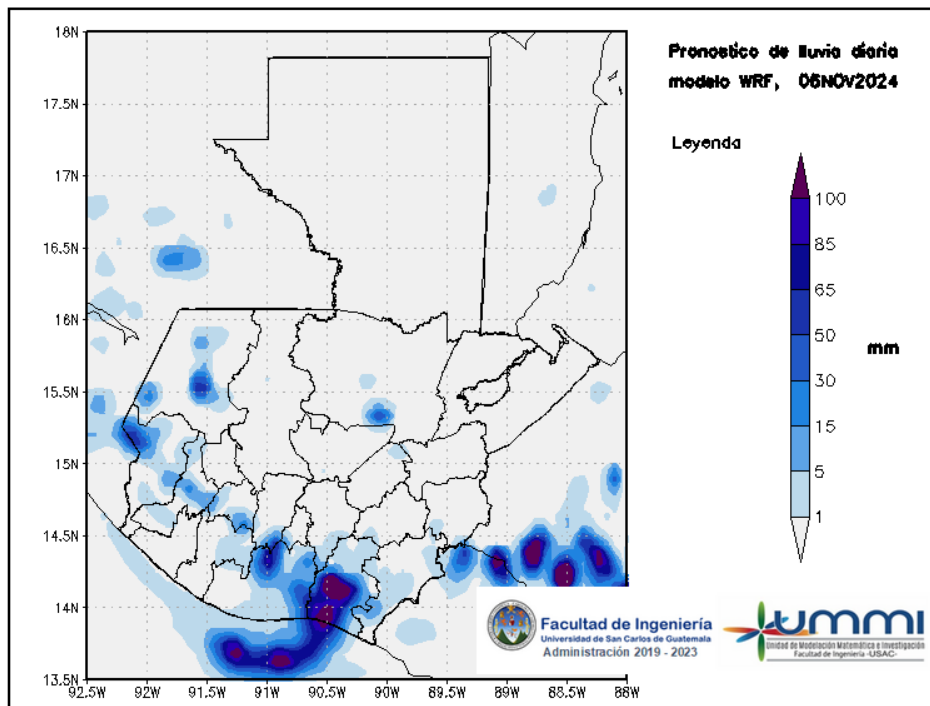 Pronostico de lluvia diaria
modelo WRF, 06NOV2024
Leyenda
100
85
65
50
30
15
5
1
mm
18N
17.5N
17N
16.5N
16N
15.5N
15N
14.5N
14N
13.5N
92.5W 92W 91.5W 91W 90.5W 90W 89.5W 89W 88.5W 88W
Facultad de Ingeniería
Universidad de San Carlos de Guatemala
Administración 2019 - 2023
UMMI
Unidad de Modelación Matemática e Investigación
Facultad de Ingeniería -USAC-